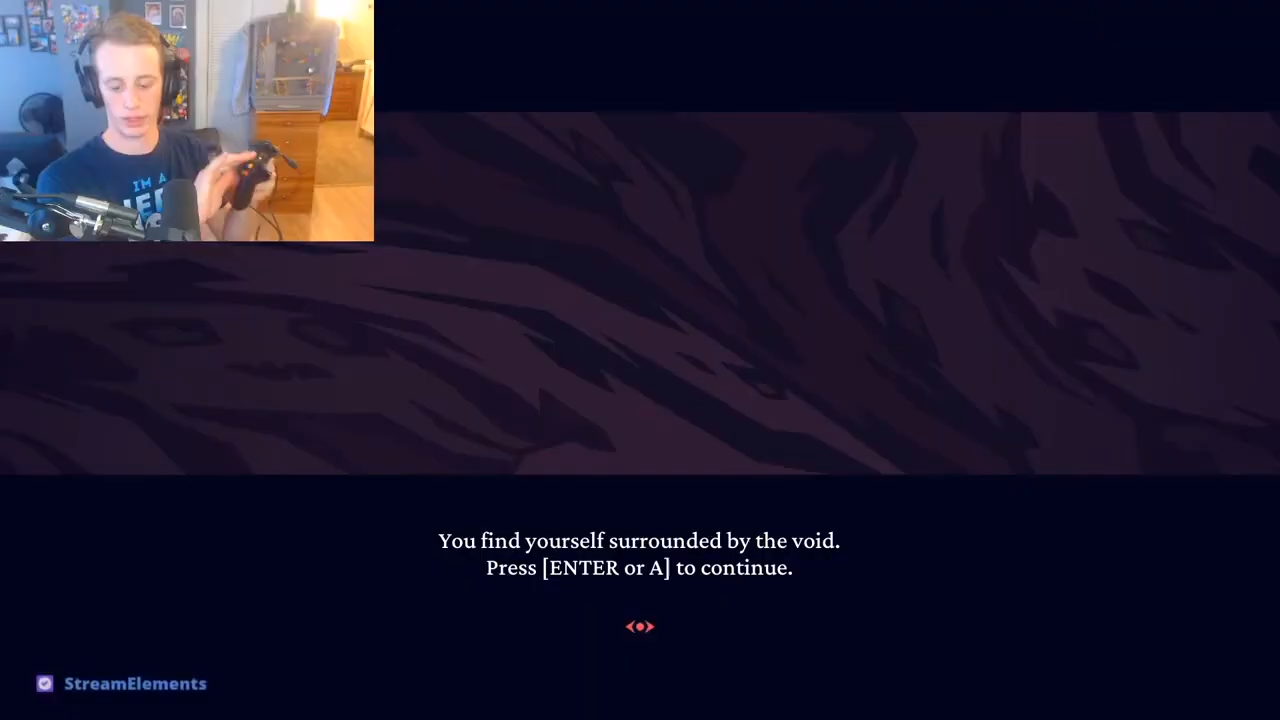 I'M A
You find yourself surrounded by the void.
Press [ENTER or A] to continue.
StreamElements